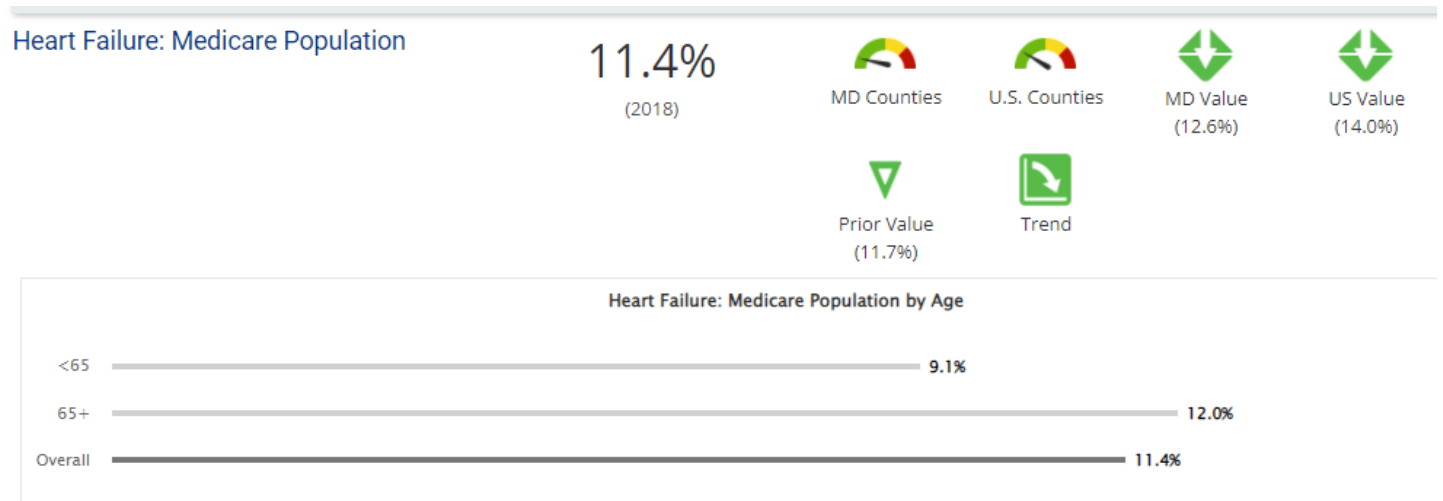 Heart Failure: Medicare Population
11.4%
(2018)
MD Counties
U.S. Counties
MD Value
(12.6%)
US Value
(14.0%)
Prior Value
(11.7%)
Trend
Heart Failure: Medicare Population by Age
<65 9.1%
65+ 12.0%
Overall 11.4%